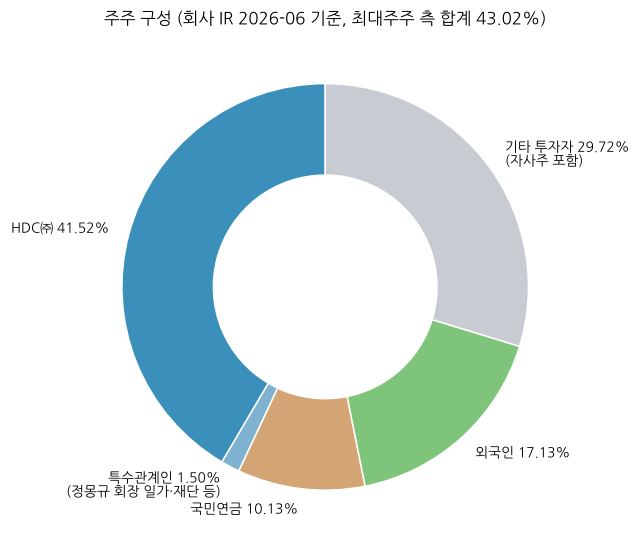 주주 구성 (회사 IR 2026-06 기준, 최대주주 측 합계 43.02%)
기타 투자자 29.72%
(자사주 포함)
HDC㈜ 41.52%
외국인 17.13%
특수관계인 1.50%
(정몽규 회장 일가·재단 등)
국민연금 10.13%